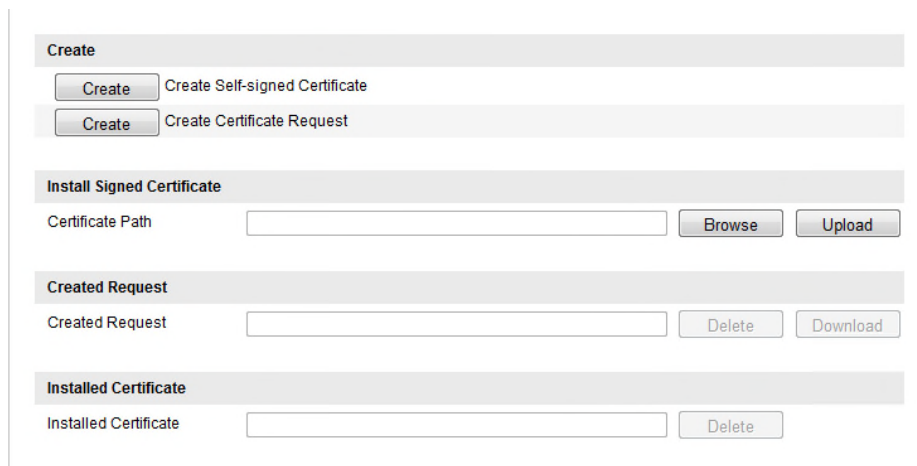 Create
Create Create Self-signed Certificate
Create Create Certificate Request
Install Signed Certificate
Certificate Path Browse Upload
Created Request
Created Request Delete Download
Installed Certificate
Installed Certificate Delete